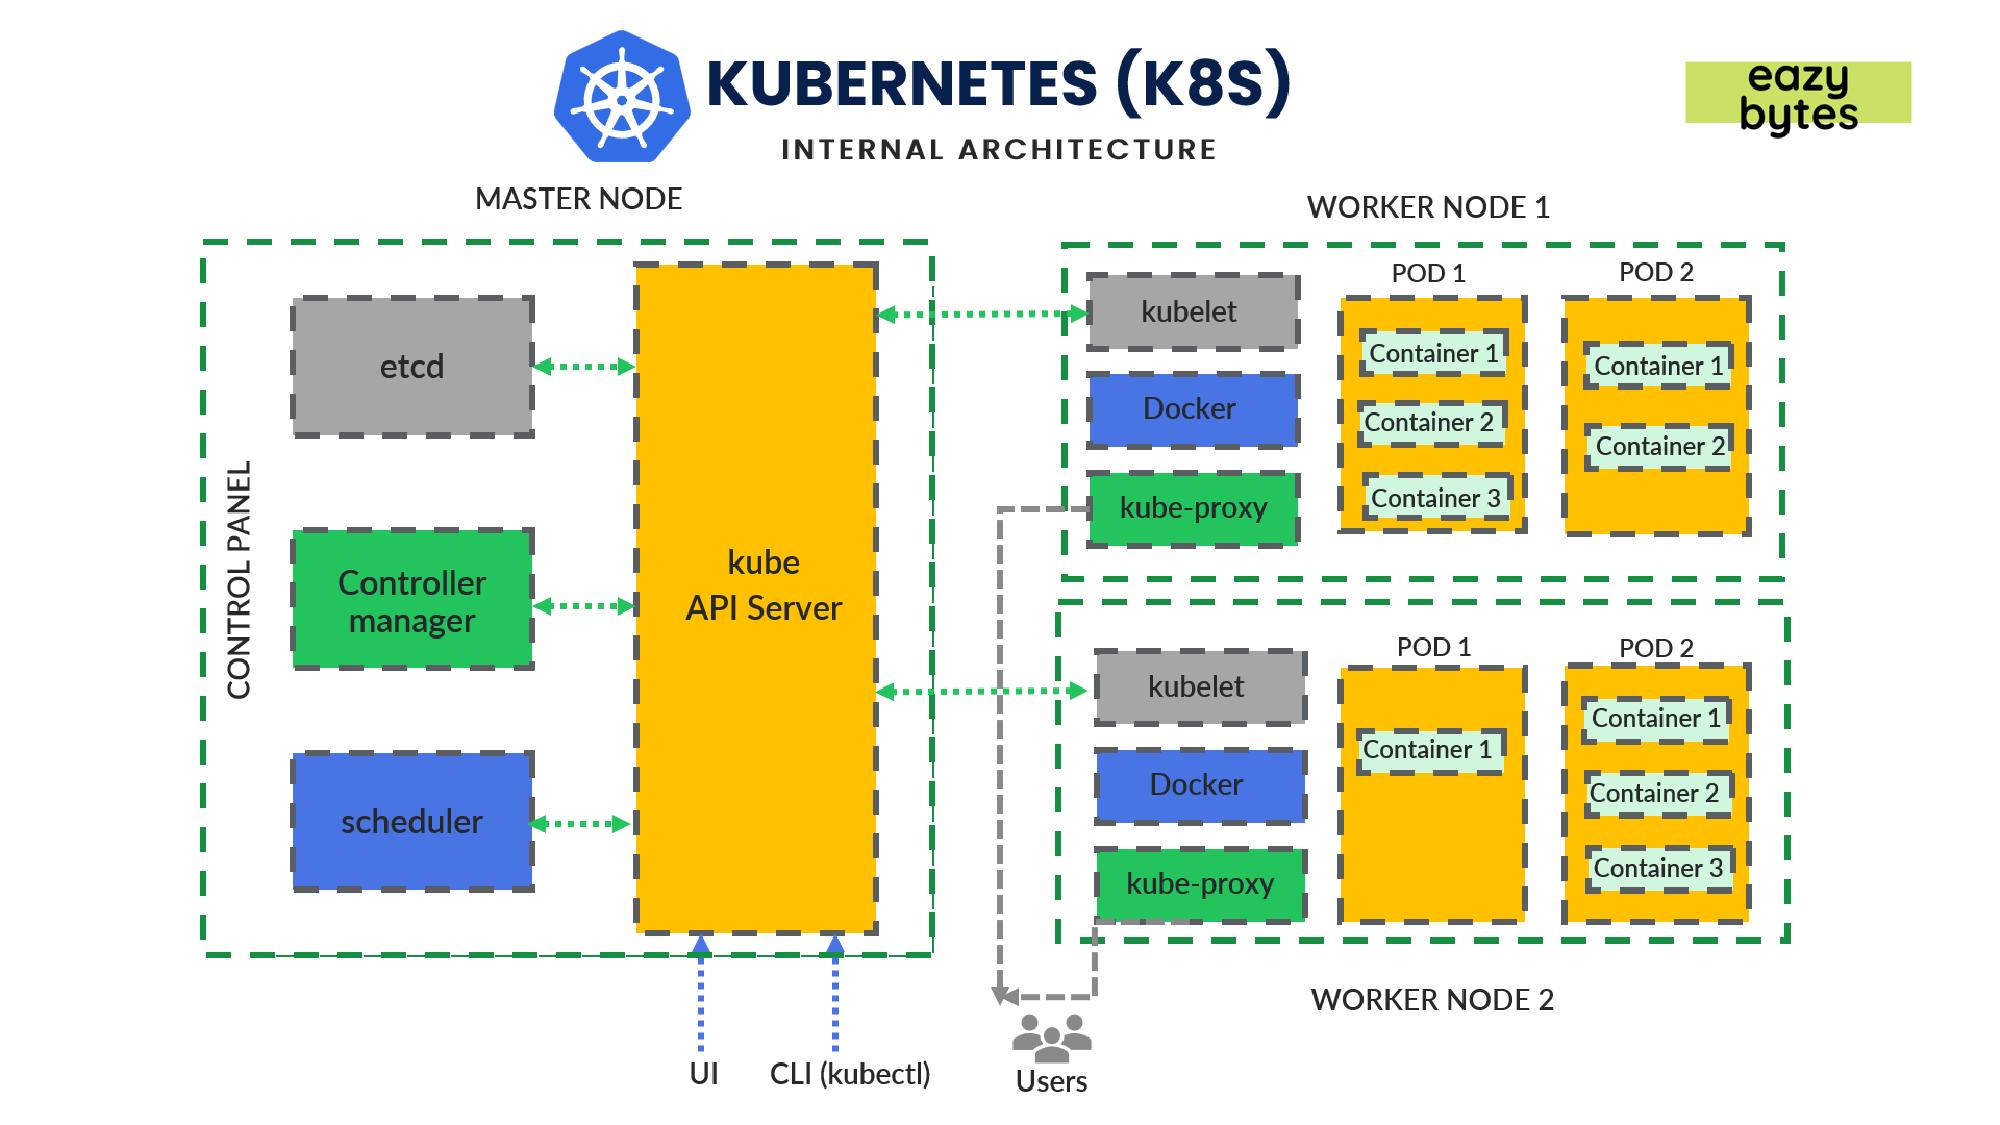 KUBERNETES (K8S)
INTERNAL ARCHITECTURE
eazy
bytes
MASTER NODE
CONTROL PANEL
etcd
Controller
manager
scheduler
kube
API Server
UI
CLI (kubectl)
Users
WORKER NODE 1
kubelet
Docker
kube-proxy
POD 1
Container 1
Container 2
Container 3
POD 2
Container 1
Container 2
kubelet
Docker
kube-proxy
POD 1
Container 1
POD 2
Container 1
Container 2
Container 3
WORKER NODE 2